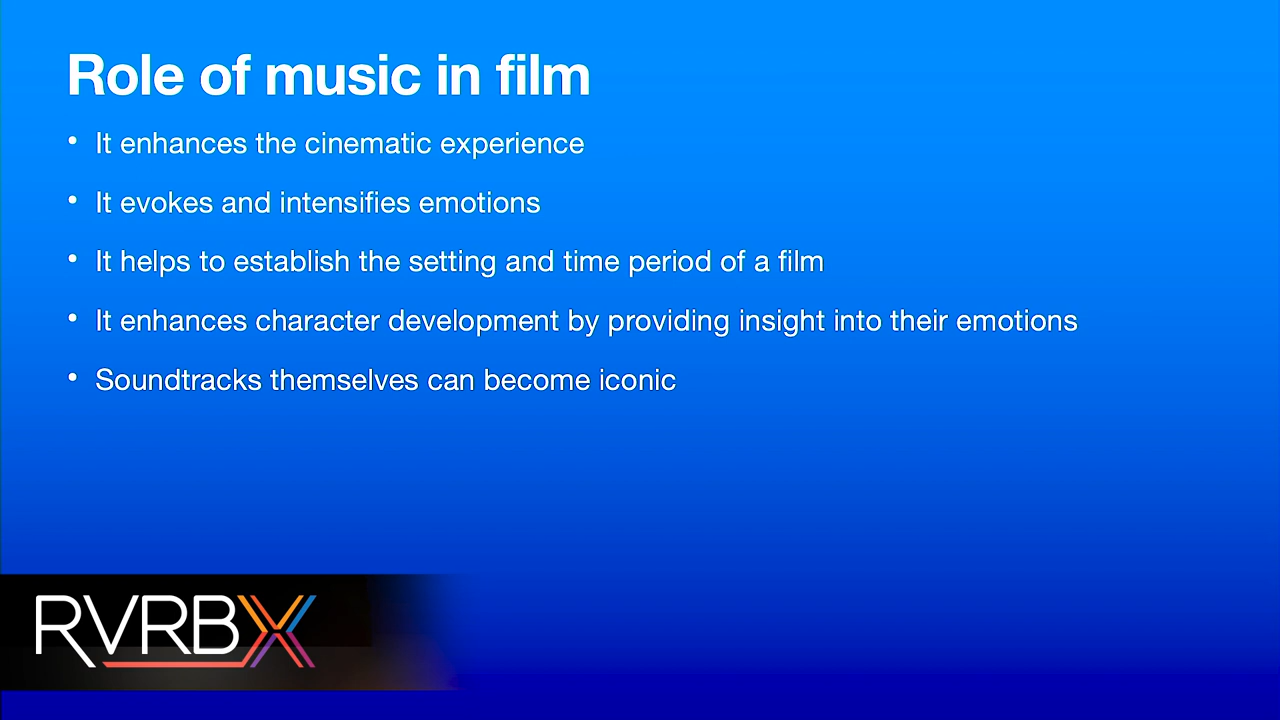 Role of music in film
• It enhances the cinematic experience
• It evokes and intensifies emotions
• It helps to establish the setting and time period of a film
• It enhances character development by providing insight into their emotions
• Soundtracks themselves can become iconic
RVRBX